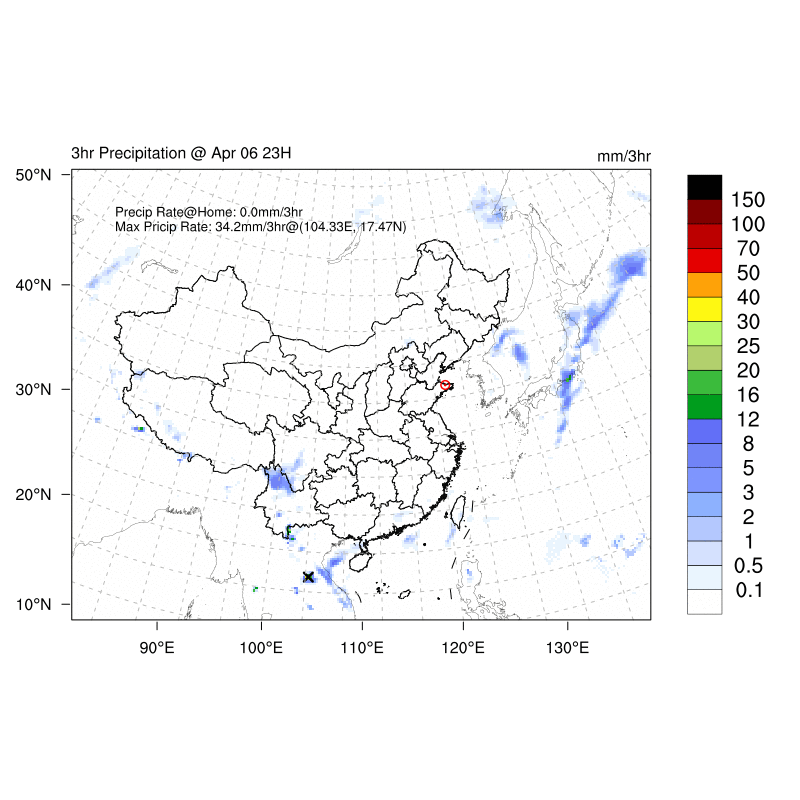 3hr Precipitation @ Apr 06 23H
mm/3hr
Precip Rate@Home: 0.0mm/3hr
Max Pricip Rate: 34.2mm/3hr@(104.33E, 17.47N)
50°N
40°N
30°N
20°N
10°N
90°E
100°E
110°E
120°E
130°E
150
100
70
50
40
30
25
20
16
12
8
5
3
2
1
0.5
0.1